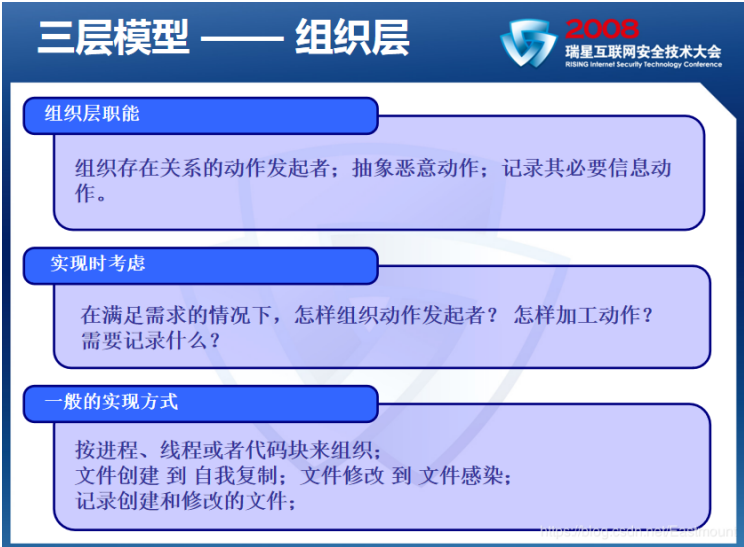 三层模型 —— 组织层
2008
瑞星互联网安全技术大会
RISING Internet Security Technology Conference
组织层职能
组织存在关系的动作发起者；抽象恶意动作；记录其必要信息动
作。
实现时考虑
在满足需求的情况下，怎样组织动作发起者？ 怎样加工动作？
需要记录什么？
一般的实现方式
按进程、线程或者代码块来组织；
文件创建 到 自我复制；文件修改 到 文件感染；
记录创建和修改的文件；
https://blog.csdn.net/Eastmount